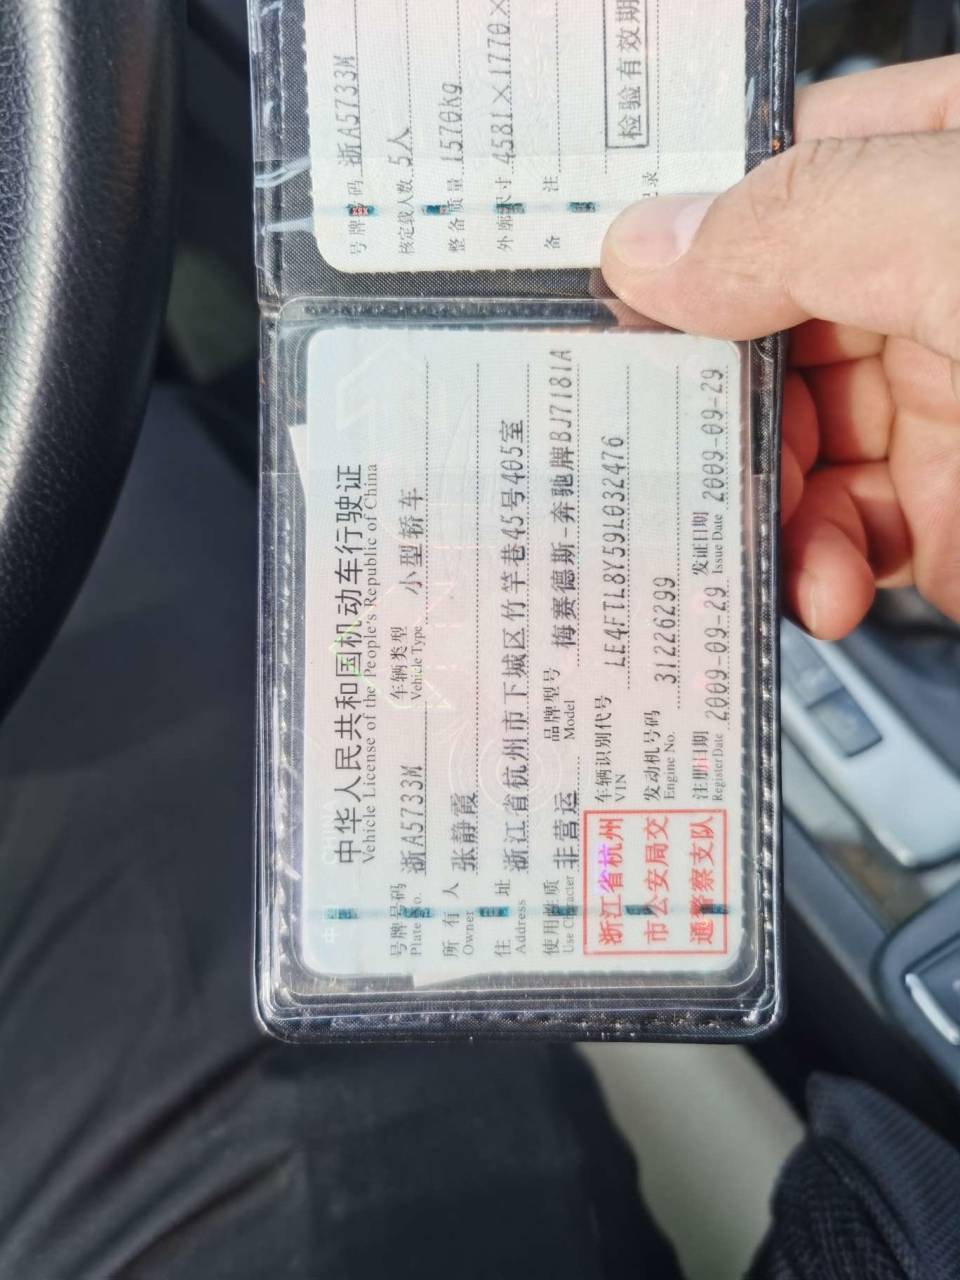 中华人民共和国机动车行驶证
Vehicle License of the People's Republic of China
号牌号码 浙A5733M 车辆类型 小型轿车
Plate No. Vehicle Type
所有人 张静霞
Owner
住址 浙江省杭州市下城区竹竿巷45号405室
Address
使用性质 非营运 品牌型号 梅赛德斯-奔驰牌BJ7181A
Use Character Model
浙江省杭州
市公安局交
通警察支队
车辆识别代号 LE4FTL8Y59L032476
VIN
发动机号码 31226299
Engine No.
注册日期 2009-09-29 发证日期 2009-09-29
Register Date Issue Date
号牌号码 浙A5733M
核定载人数 5人
整备质量 1570kg
外廓尺寸 4581×1770×
备注
检验有效期
记录